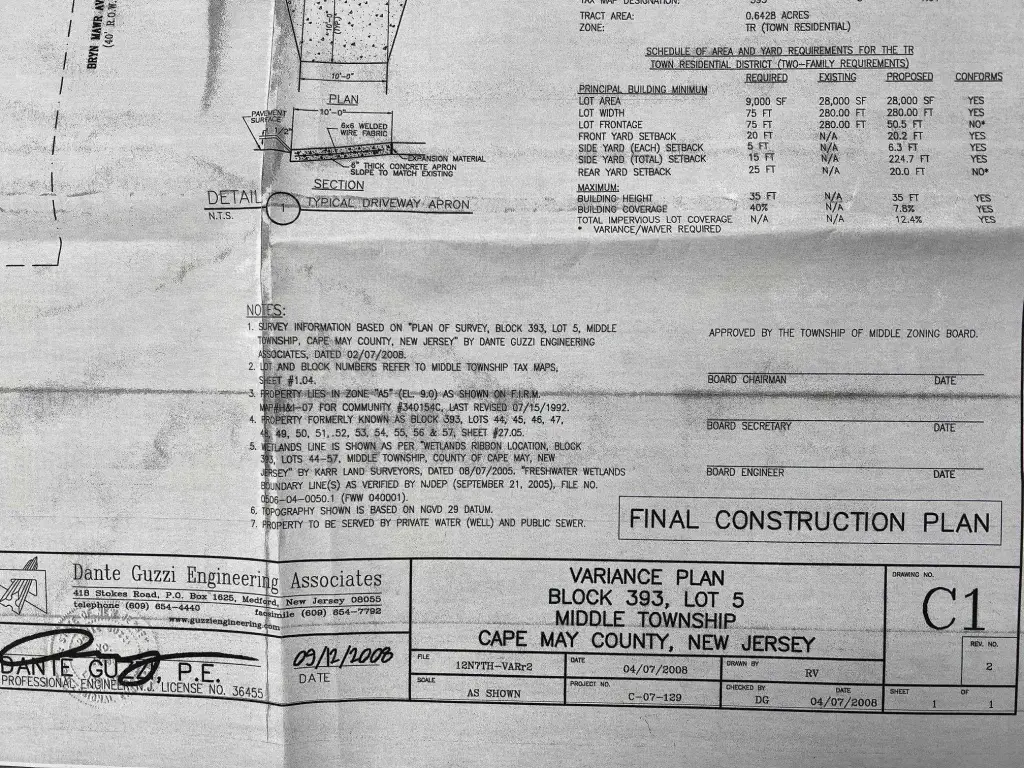 BRYN MAWR AV
(40' R.O.W.
10'-0"
(TYP.)
10'-0"
PLAN
10'-0"
PAVEMENT
SURFACE
1/2"
6x6 WELDED
WIRE FABRIC
EXPANSION MATERIAL
6" THICK CONCRETE APRON
SLOPE TO MATCH EXISTING
SECTION
DETAIL 1 TYPICAL DRIVEWAY APRON
N.T.S.
TAX MAP DESIGNATION: 393
TRACT AREA: 0.6428 ACRES
ZONE: TR (TOWN RESIDENTIAL)
SCHEDULE OF AREA AND YARD REQUIREMENTS FOR THE TR
TOWN RESIDENTIAL DISTRICT (TWO-FAMILY REQUIREMENTS)
REQUIRED EXISTING PROPOSED CONFORMS
PRINCIPAL BUILDING MINIMUM
LOT AREA 9,000 SF 28,000 SF 28,000 SF YES
LOT WIDTH 75 FT 280.00 FT 280.00 FT YES
LOT FRONTAGE 75 FT 280.00 FT 50.5 FT NO*
FRONT YARD SETBACK 20 FT N/A 20.2 FT YES
SIDE YARD (EACH) SETBACK 5 FT N/A 6.3 FT YES
SIDE YARD (TOTAL) SETBACK 15 FT N/A 224.7 FT YES
REAR YARD SETBACK 25 FT N/A 20.0 FT NO*
MAXIMUM:
BUILDING HEIGHT 35 FT N/A 35 FT YES
BUILDING COVERAGE 40% N/A 7.8% YES
TOTAL IMPERVIOUS LOT COVERAGE N/A N/A 12.4% YES
* VARIANCE/WAIVER REQUIRED
NOTES:
1. SURVEY INFORMATION BASED ON "PLAN OF SURVEY, BLOCK 393, LOT 5, MIDDLE
TOWNSHIP, CAPE MAY COUNTY, NEW JERSEY" BY DANTE GUZZI ENGINEERING
ASSOCIATES, DATED 02/07/2008.
2. LOT AND BLOCK NUMBERS REFER TO MIDDLE TOWNSHIP TAX MAPS,
SHEET #1.04.
3. PROPERTY LIES IN ZONE "A5" (EL. 9.0) AS SHOWN ON F.I.R.M.
MAP#H&I-07 FOR COMMUNITY #340154C, LAST REVISED 07/15/1992.
4. PROPERTY FORMERLY KNOWN AS BLOCK 393, LOTS 44, 45, 46, 47,
48, 49, 50, 51, 52, 53, 54, 55, 56 & 57, SHEET #27.05.
5. WETLANDS LINE IS SHOWN AS PER "WETLANDS RIBBON LOCATION, BLOCK
393, LOTS 44-57, MIDDLE TOWNSHIP, COUNTY OF CAPE MAY, NEW
JERSEY" BY KARR LAND SURVEYORS, DATED 08/07/2005. "FRESHWATER WETLANDS
BOUNDARY LINE(S) AS VERIFIED BY NJDEP (SEPTEMBER 21, 2005), FILE NO.
0506-04-0050.1 (FWW 040001).
6. TOPOGRAPHY SHOWN IS BASED ON NGVD 29 DATUM.
7. PROPERTY TO BE SERVED BY PRIVATE WATER (WELL) AND PUBLIC SEWER.
APPROVED BY THE TOWNSHIP OF MIDDLE ZONING BOARD.
BOARD CHAIRMAN DATE
BOARD SECRETARY DATE
BOARD ENGINEER DATE
FINAL CONSTRUCTION PLAN
Dante Guzzi Engineering Associates
418 Stokes Road, P.O. Box 1625, Medford, New Jersey 08055
telephone (609) 654-4440 facsimile (609) 654-7792
www.guzziengineering.com
DANTE GUZZI, P.E.
PROFESSIONAL ENGINEER N.J. LICENSE NO. 36455
09/12/2008
DATE
VARIANCE PLAN
BLOCK 393, LOT 5
MIDDLE TOWNSHIP
CAPE MAY COUNTY, NEW JERSEY
FILE 12N7TH-VARr2
DATE 04/07/2008
DRAWN BY RV
SCALE AS SHOWN
PROJECT NO. C-07-129
CHECKED BY DG
DATE 04/07/2008
DRAWING NO.
C1
REV. NO.
2
SHEET 1 OF 1